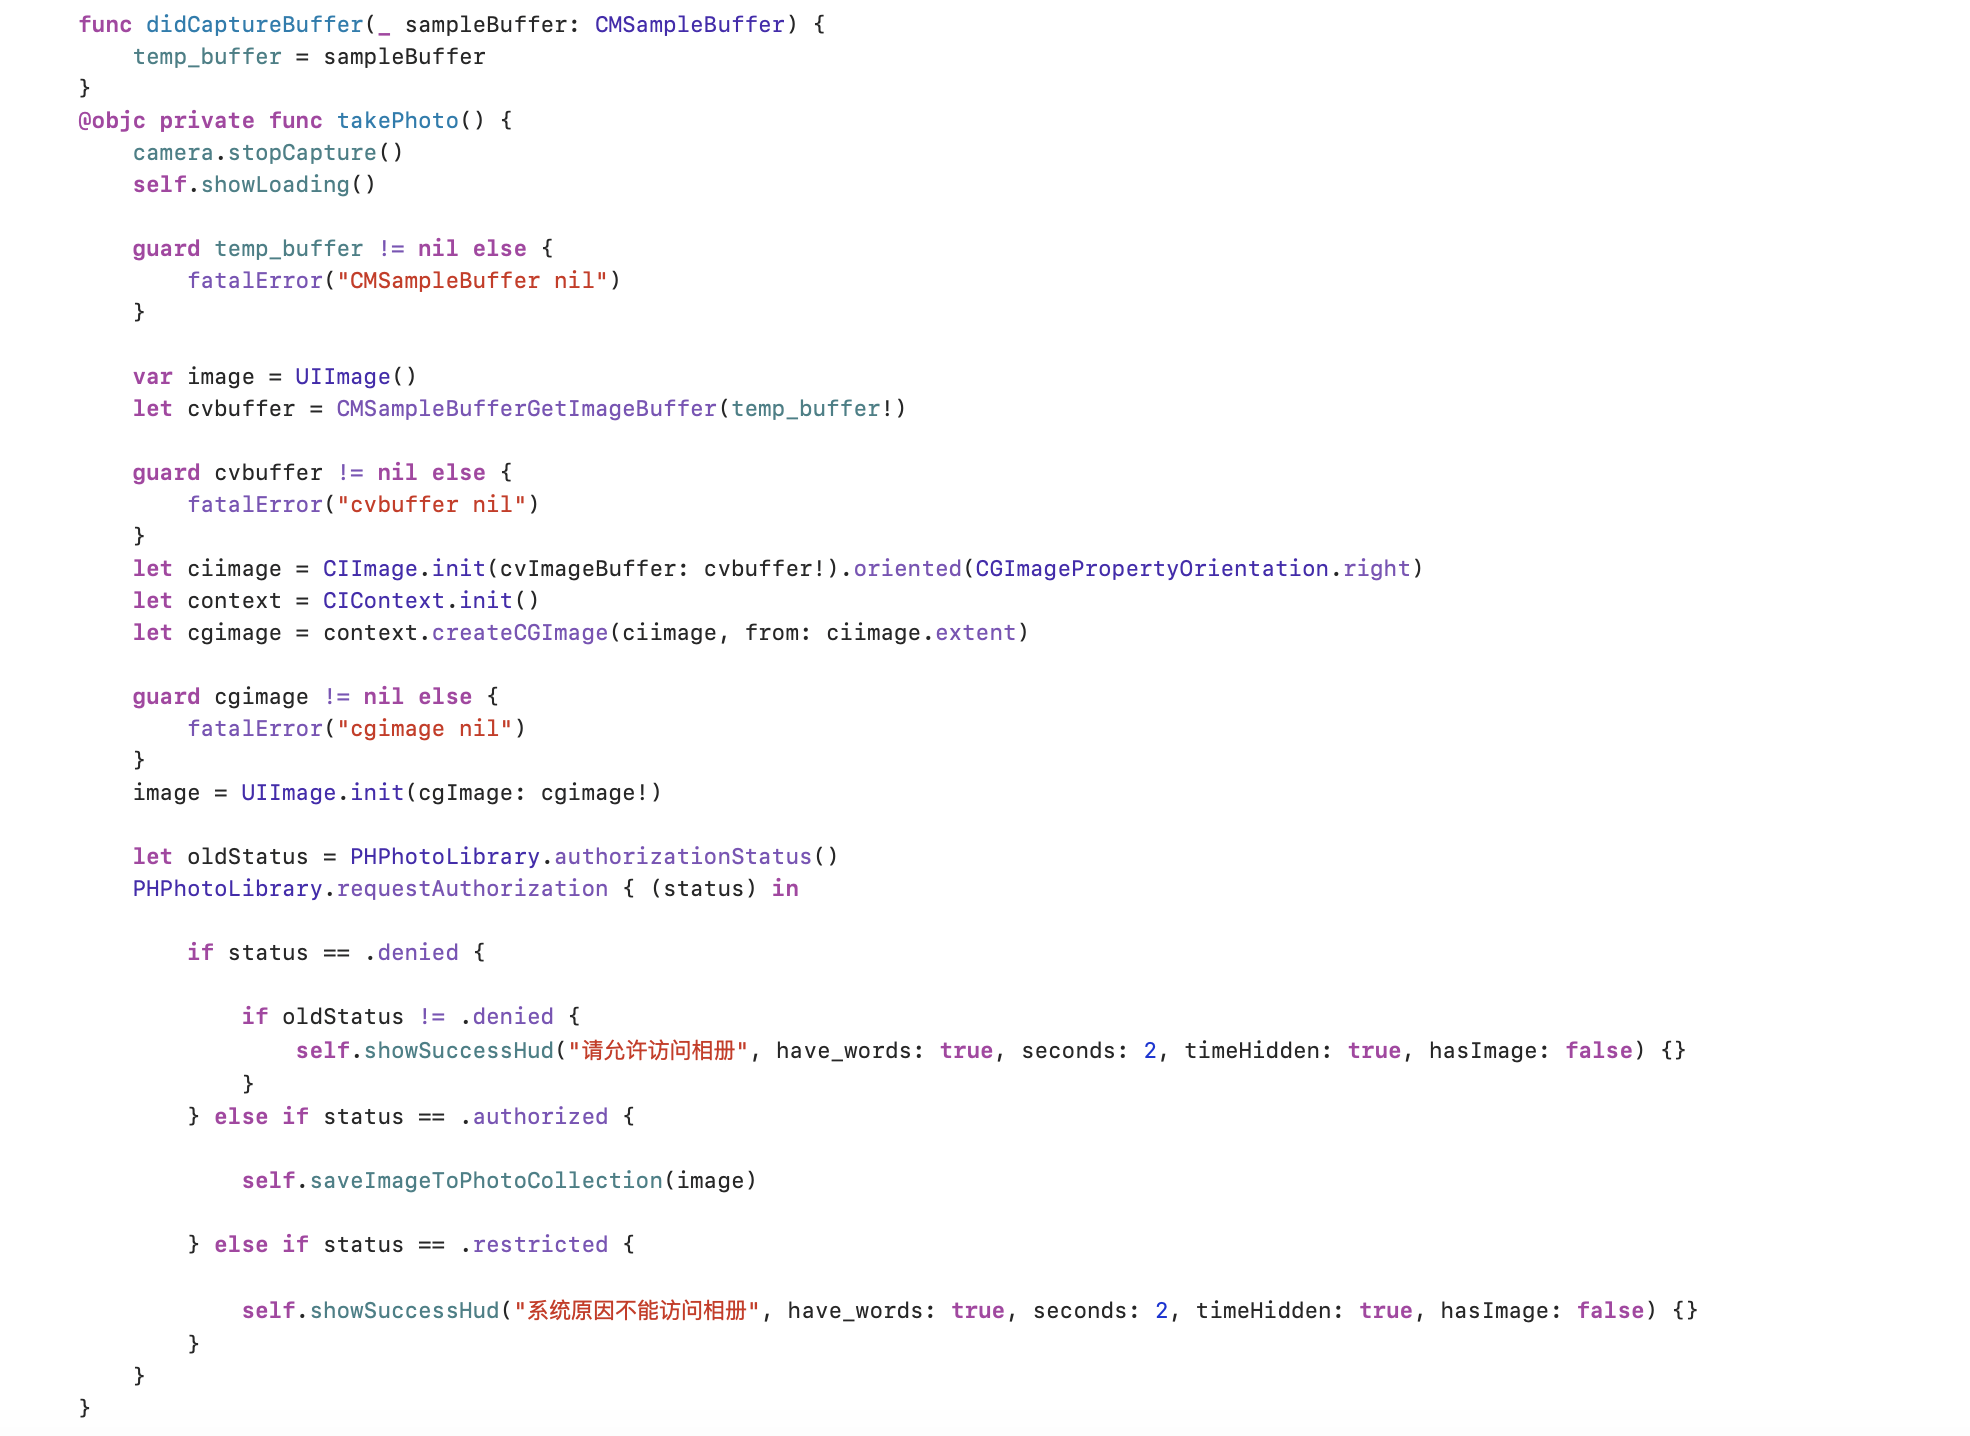 func didCaptureBuffer(_ sampleBuffer: CMSampleBuffer) {
    temp_buffer = sampleBuffer
}
@objc private func takePhoto() {
    camera.stopCapture()
    self.showLoading()

    guard temp_buffer != nil else {
        fatalError("CMSampleBuffer nil")
    }

    var image = UIImage()
    let cvbuffer = CMSampleBufferGetImageBuffer(temp_buffer!)

    guard cvbuffer != nil else {
        fatalError("cvbuffer nil")
    }
    let ciimage = CIImage.init(cvImageBuffer: cvbuffer!).oriented(CGImagePropertyOrientation.right)
    let context = CIContext.init()
    let cgimage = context.createCGImage(ciimage, from: ciimage.extent)

    guard cgimage != nil else {
        fatalError("cgimage nil")
    }
    image = UIImage.init(cgImage: cgimage!)

    let oldStatus = PHPhotoLibrary.authorizationStatus()
    PHPhotoLibrary.requestAuthorization { (status) in

        if status == .denied {

            if oldStatus != .denied {
                self.showSuccessHud("请允许访问相册", have_words: true, seconds: 2, timeHidden: true, hasImage: false) {}
            }
        } else if status == .authorized {

            self.saveImageToPhotoCollection(image)

        } else if status == .restricted {

            self.showSuccessHud("系统原因不能访问相册", have_words: true, seconds: 2, timeHidden: true, hasImage: false) {}
        }
    }
}